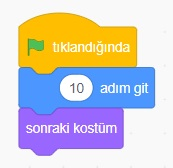 tıklandığında
10 adım git
sonraki kostüm